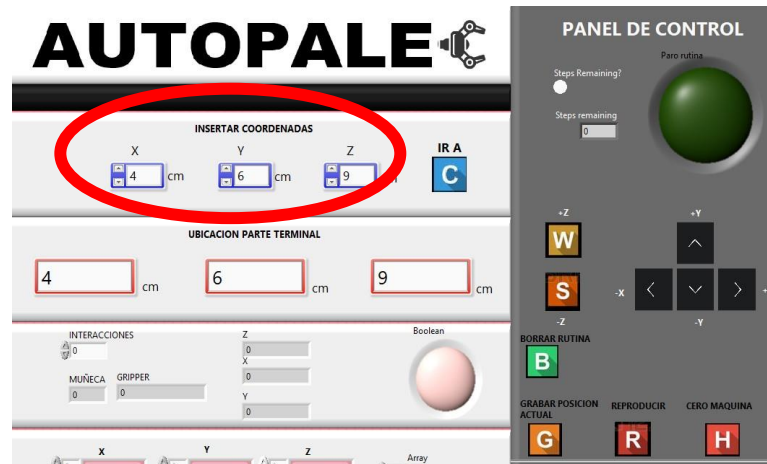 AUTOPALE
INSERTAR COORDENADAS
X Y Z IR A
4 cm 6 cm 9 C
UBICACION PARTE TERMINAL
4 cm 6 cm 9 cm
INTERACCIONES
0
MUÑECA GRIPPER
0 0
Z
0
X
0
Y
0
Boolean
X Y Z Array
PANEL DE CONTROL
Paro rutina
Steps Remaining?
Steps remaining
0
+Z +Y
W
S
-X
-Z -Y
BORRAR RUTINA
B
GRABAR POSICION
ACTUAL
REPRODUCIR CERO MAQUINA
G R H